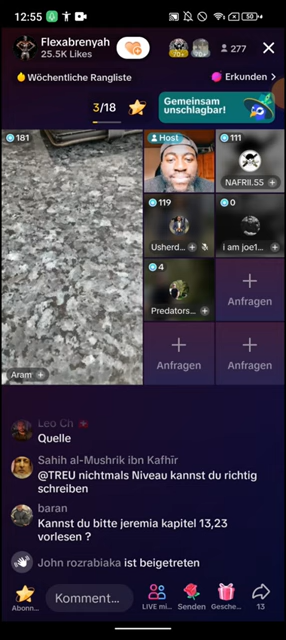 12:55
50
Flexabrenyah
25.5K Likes
70+
70+
277
Wöchentliche Rangliste
Erkunden >
3/18
Gemeinsam
unschlagbar!
181
Host
111
NAFRII.55
119
0
Usherd...
i am joe1...
4
Predators...
Anfragen
Anfragen
Anfragen
Aram
Leo Ch
Quelle
Sahih al-Mushrik ibn Kafhīr
@TREU nichtmals Niveau kannst du richtig
schreiben
baran
Kannst du bitte jeremia kapitel 13,23
vorlesen ?
John rozrabiaka ist beigetreten
Abonn...
Komment...
LIVE mi...
Senden
Gesche...
13